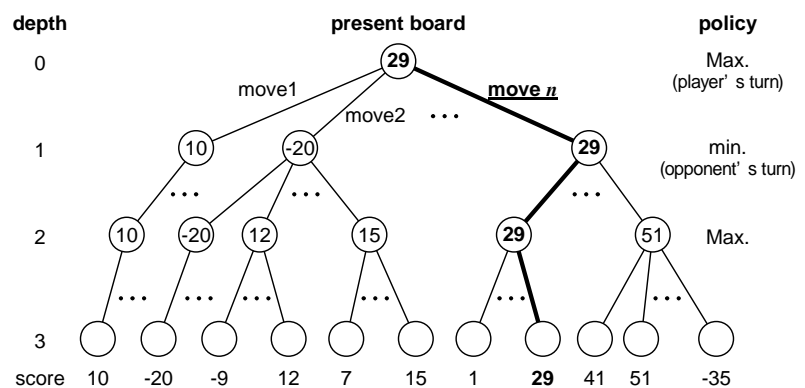 depth present board policy
0 29 Max.
(player' s turn)
move1 move2 ... move n
1 10 -20 29 min.
(opponent' s turn)
... ... ...
2 10 -20 12 15 29 51 Max.
... ... ... ... ...
3
score 10 -20 -9 12 7 15 1 29 41 51 -35